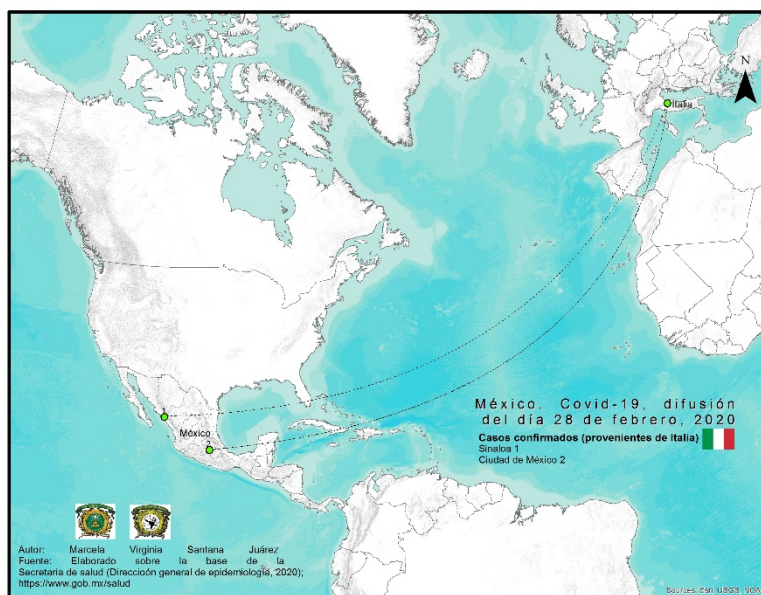 N
Italia
México. Covid-19, difusión
del día 28 de febrero, 2020
Casos confirmados (provenientes de Italia)
Sinaloa 1
Ciudad de México 2
México
2
Autor: Marcela Virginia Santana Juárez
Fuente: Elaborado sobre la base de la
Secretaria de salud (Direcciocón general de epidemiología, 2020);
https://www.gob.mx/salud
Sources: Esri, USGS, NOAA